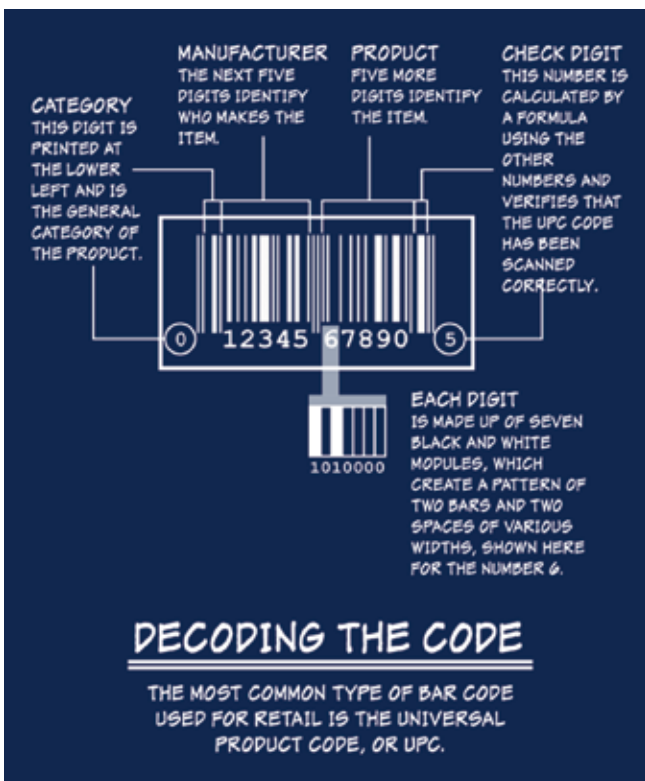 CATEGORY
THIS DIGIT IS
PRINTED AT
THE LOWER
LEFT AND IS
THE GENERAL
CATEGORY OF
THE PRODUCT.
MANUFACTURER
THE NEXT FIVE
DIGITS IDENTIFY
WHO MAKES THE
ITEM.
PRODUCT
FIVE MORE
DIGITS IDENTIFY
THE ITEM.
CHECK DIGIT
THIS NUMBER IS
CALCULATED BY
A FORMULA
USING THE
OTHER
NUMBERS AND
VERIFIES THAT
THE UPC CODE
HAS BEEN
SCANNED
CORRECTLY.
0 12345 67890 5
1010000
EACH DIGIT
IS MADE UP OF SEVEN
BLACK AND WHITE
MODULES, WHICH
CREATE A PATTERN OF
TWO BARS AND TWO
SPACES OF VARIOUS
WIDTHS, SHOWN HERE
FOR THE NUMBER 6.
DECODING THE CODE
THE MOST COMMON TYPE OF BAR CODE
USED FOR RETAIL IS THE UNIVERSAL
PRODUCT CODE, OR UPC.